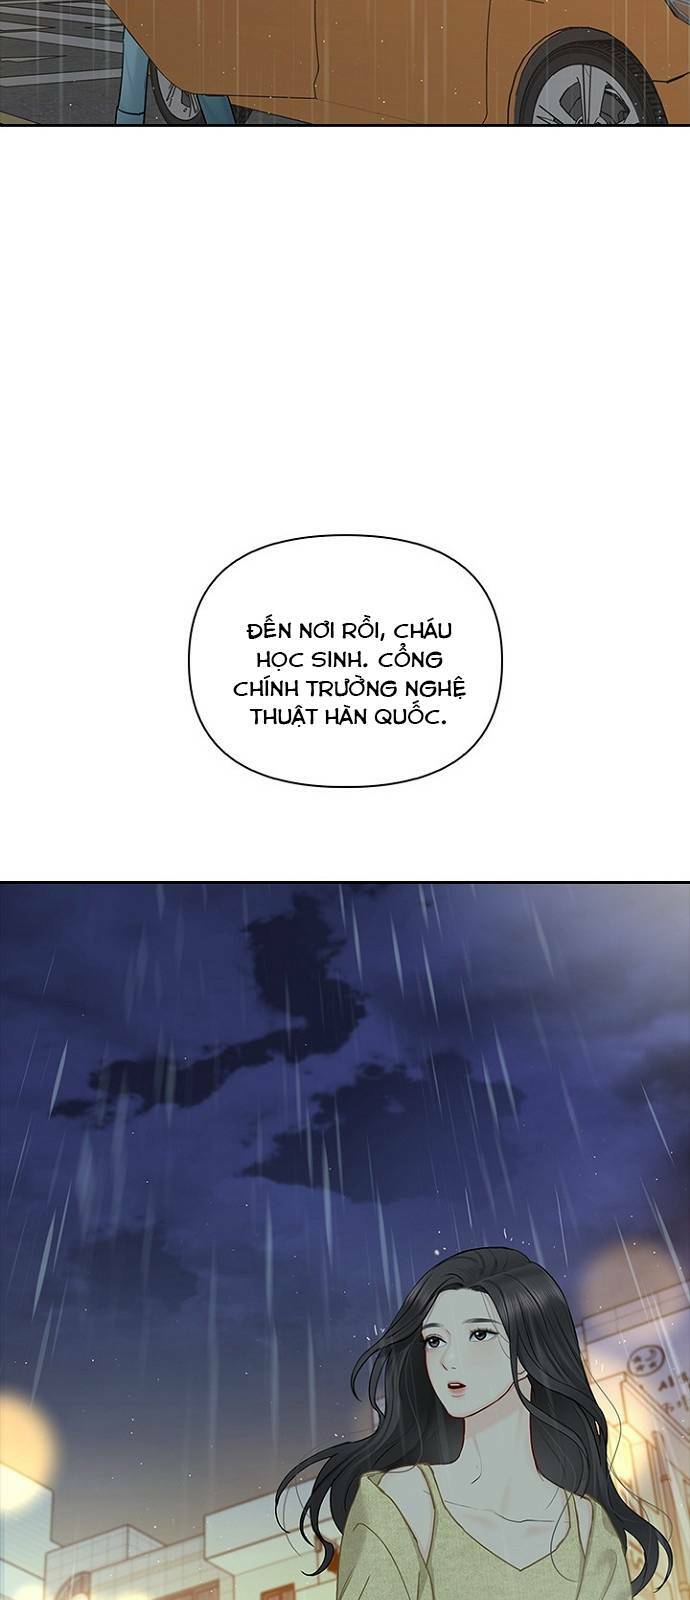 ĐẾN NƠI RỒI, CHÁU
HỌC SINH. CỔNG
CHÍNH TRƯỜNG NGHỆ
THUẬT HÀN QUỐC.